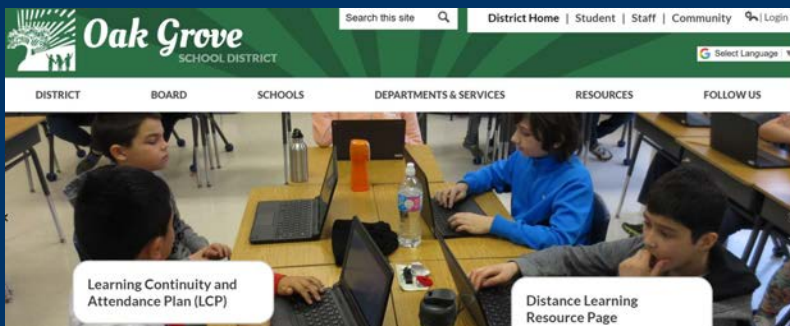 Oak Grove
SCHOOL DISTRICT
Search this site
District Home | Student | Staff | Community
| Login
Select Language
DISTRICT BOARD SCHOOLS DEPARTMENTS & SERVICES RESOURCES FOLLOW US
Learning Continuity and
Attendance Plan (LCP)
Distance Learning
Resource Page